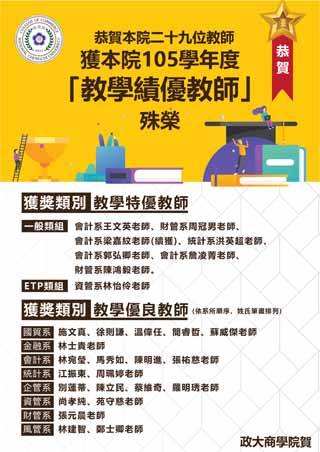 恭賀本院二十九位教師
獲本院105學年度
「教學績優教師」
殊榮
恭賀
獲獎類別 教學特優教師
一般類組 會計系王文英老師、財管系周冠男老師、
會計系梁嘉紋老師(續獲)、統計系洪英超老師、
會計系郭弘卿老師、會計系詹凌菁老師、
財管系陳鴻毅老師。
ETP類組 資管系林怡伶老師
獲獎類別 教學優良教師 (依系所順序、姓氏筆畫排列)
國貿系 施文真、徐則謙、溫偉任、簡睿哲、蘇威傑老師
金融系 林士貴老師
會計系 林宛瑩、馬秀如、陳明進、張祐慈老師
統計系 江振東、周珮婷老師
企管系 別蓮蒂、陳立民、蔡維奇、羅明琇老師
資管系 尚孝純、苑守慈老師
財管系 張元晨老師
風管系 林建智、鄭士卿老師
政大商學院賀